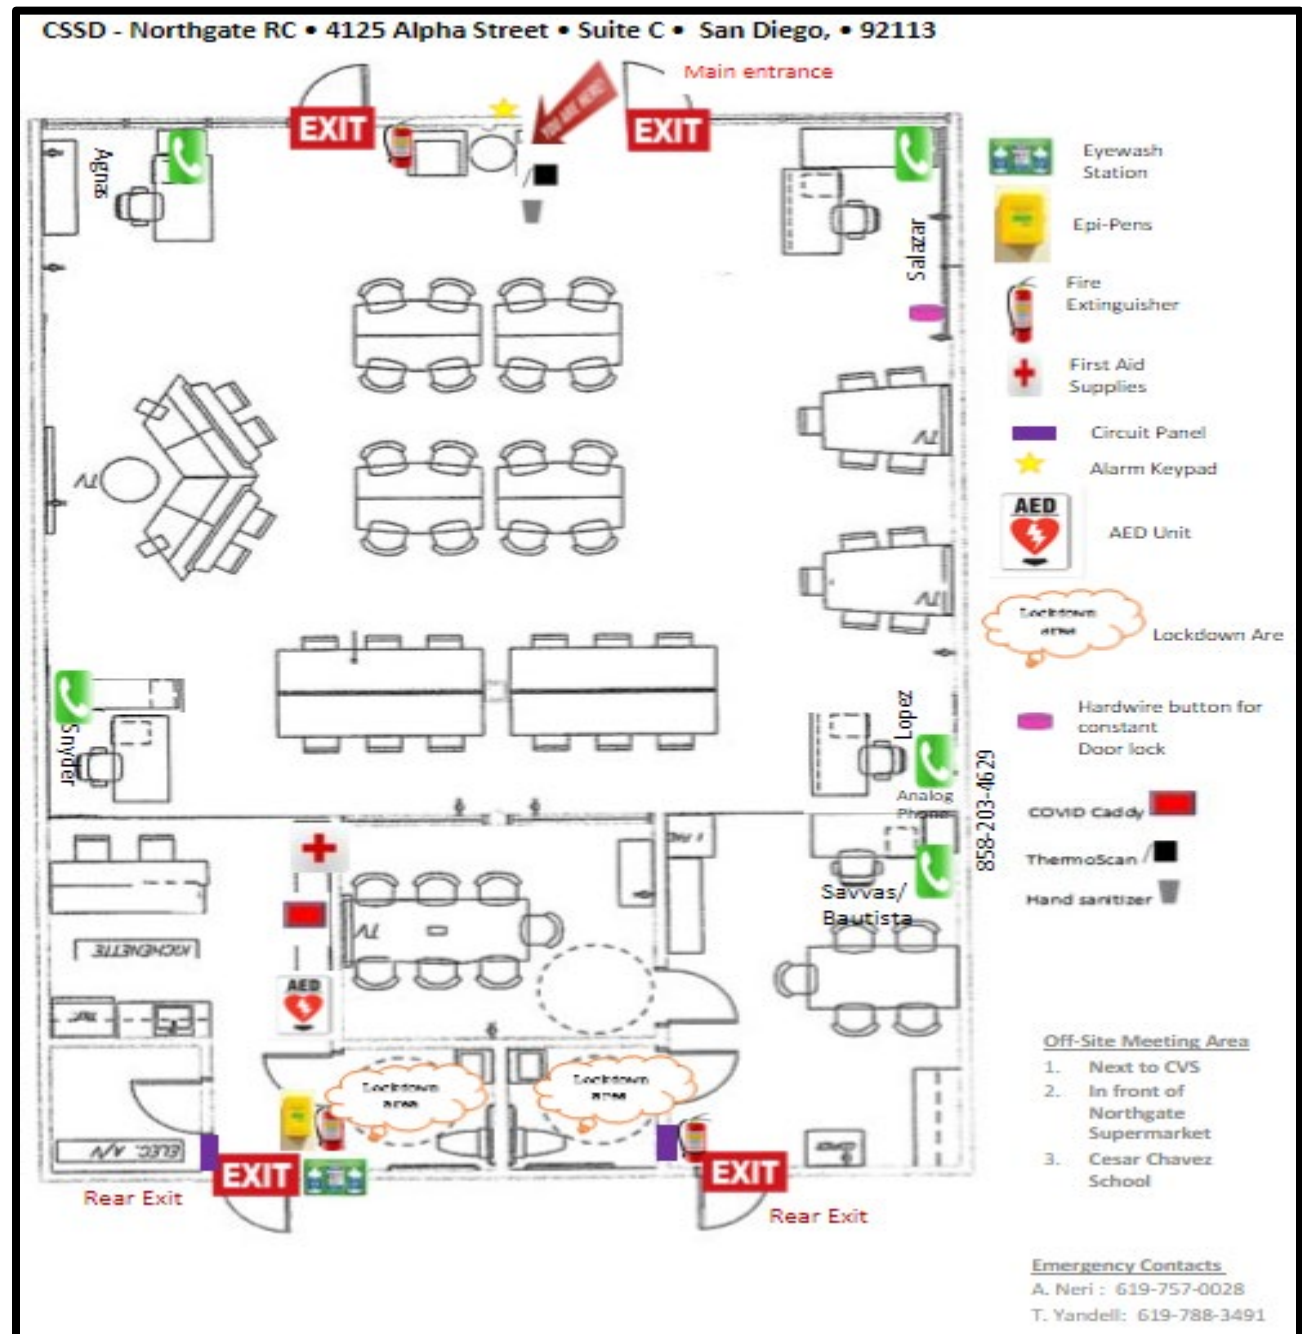 CSSD - Northgate RC • 4125 Alpha Street • Suite C • San Diego, • 92113
Main entrance
EXIT
YOU ARE HERE!
EXIT
Agnas
Salazar
Eyewash
Station
Epi-Pens
Fire
Extinguisher
First Aid
Supplies
Circuit Panel
Alarm Keypad
AED
AED Unit
TV
TV
TV
Lockdown
area
Lockdown Are
Snyder
Lopez
Analog
Phone
858-203-4629
Hardwire button for
constant
Door lock
COVID Caddy
ThermoScan
Hand sanitizer
Savvas/
Bautista
TV
KICHENETTE
AED
Lockdown
area
Lockdown
area
ELEC. A/V
EXIT
EXIT
Rear Exit
Rear Exit
Off-Site Meeting Area
1. Next to CVS
2. In front of
Northgate
Supermarket
3. Cesar Chavez
School
Emergency Contacts
A. Neri : 619-757-0028
T. Yandell: 619-788-3491